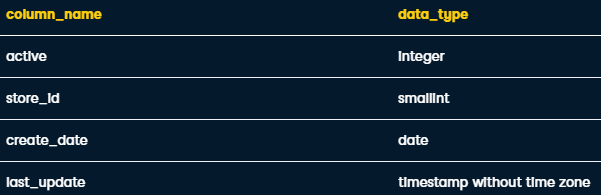 column_name data_type
active integer
store_id smallint
create_date date
last_update timestamp without time zone